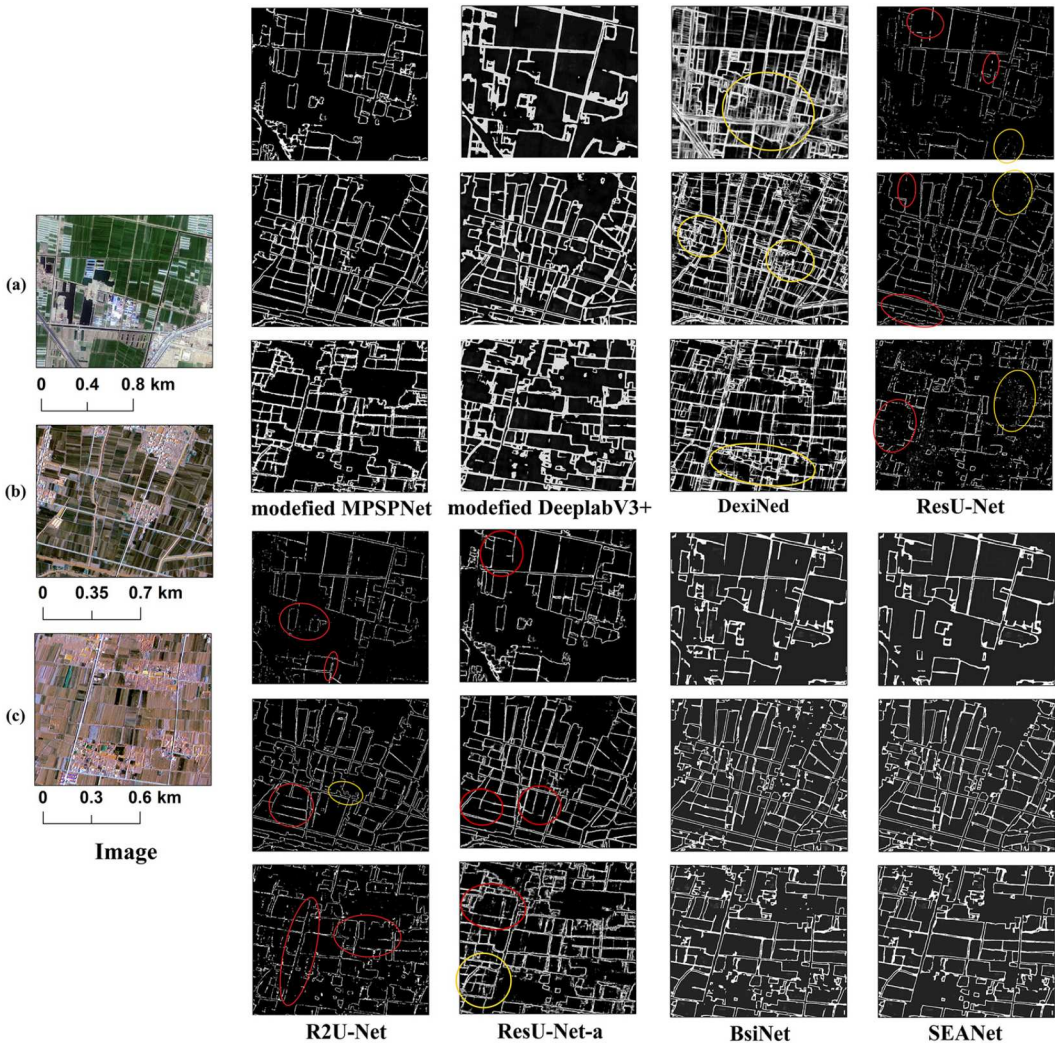 (a)
0 0.4 0.8 km
(b)
0 0.35 0.7 km
(c)
0 0.3 0.6 km
Image
modefied MPSPNet modefied DeeplabV3+ DexiNed ResU-Net
R2U-Net ResU-Net-a BsiNet SEANet